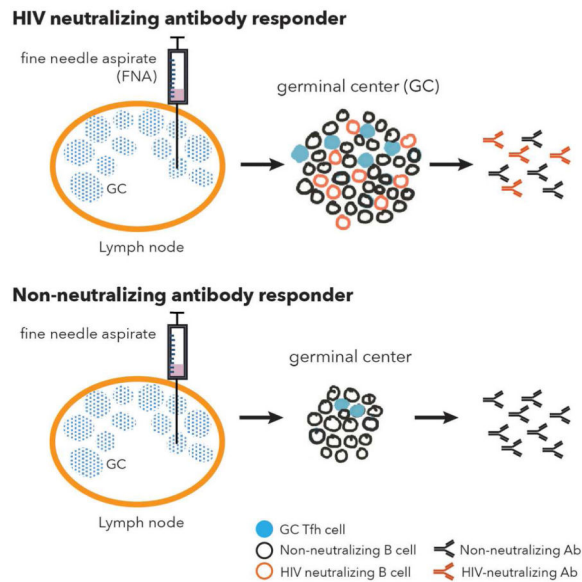 HIV neutralizing antibody responder
fine needle aspirate
(FNA)
germinal center (GC)
GC
Lymph node
Non-neutralizing antibody responder
fine needle aspirate
germinal center
GC
Lymph node
GC Tfh cell
Non-neutralizing B cell
Non-neutralizing Ab
HIV neutralizing B cell
HIV-neutralizing Ab